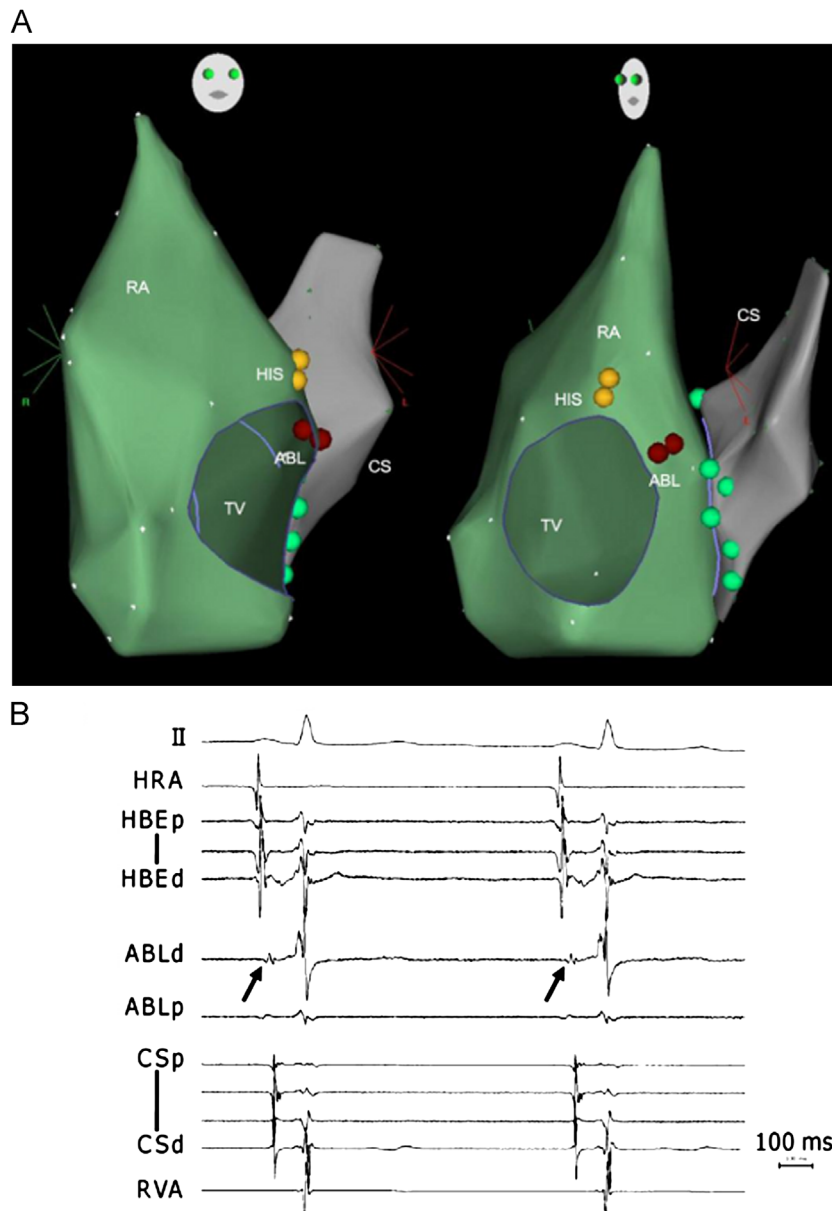 A
RA
HIS
ABL
TV
CS
R
L
CS
RA
HIS
ABL
TV
B
II
HRA
HBEp
HBEd
ABLd
ABLp
CSp
CSd
RVA
100 ms